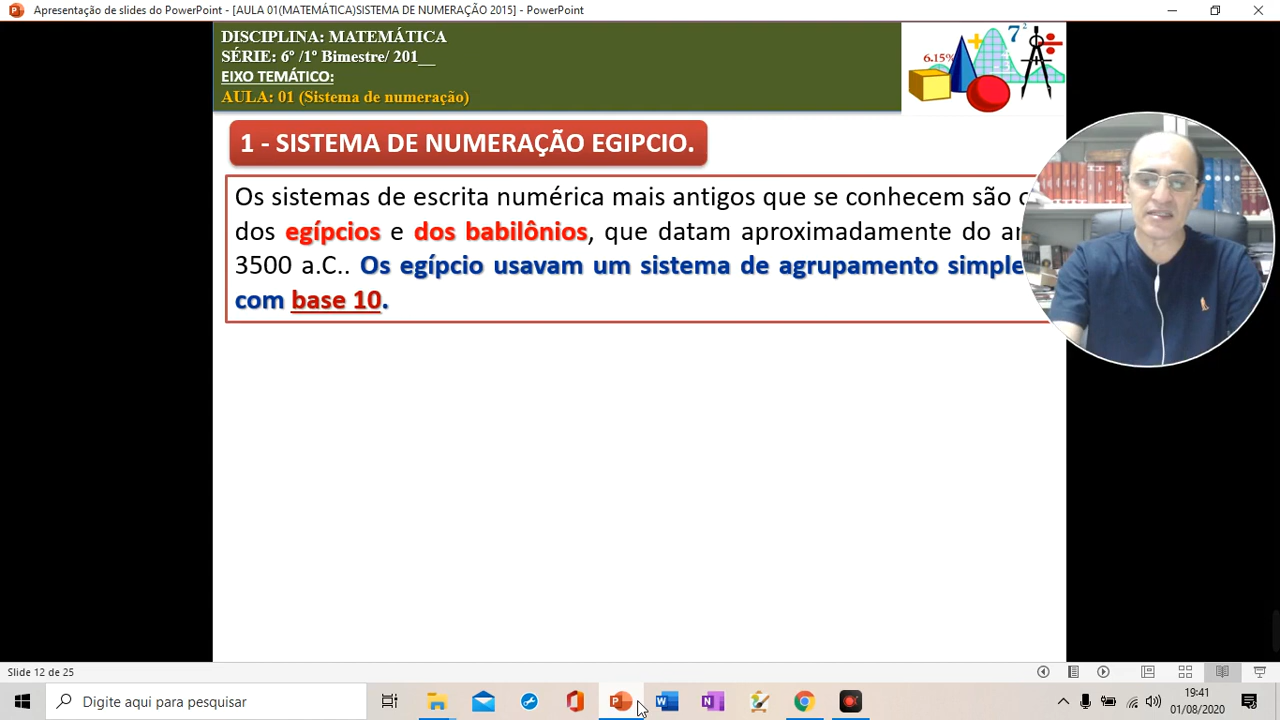 Apresentação de slides do PowerPoint - [AULA 01(MATEMÁTICA)SISTEMA DE NUMERAÇÃO 2015] - PowerPoint
DISCIPLINA: MATEMÁTICA
SÉRIE: 6º /1º Bimestre/ 201__
EIXO TEMÁTICO:
AULA: 01 (Sistema de numeração)
6.15%
7²
1 - SISTEMA DE NUMERAÇÃO EGIPCIO.
Os sistemas de escrita numérica mais antigos que se conhecem são
dos egípcios e dos babilônios, que datam aproximadamente do
3500 a.C.. Os egípcio usavam um sistema de agrupamento simple
com base 10.
Slide 12 de 25
Digite aqui para pesquisar
19:41
01/08/2020